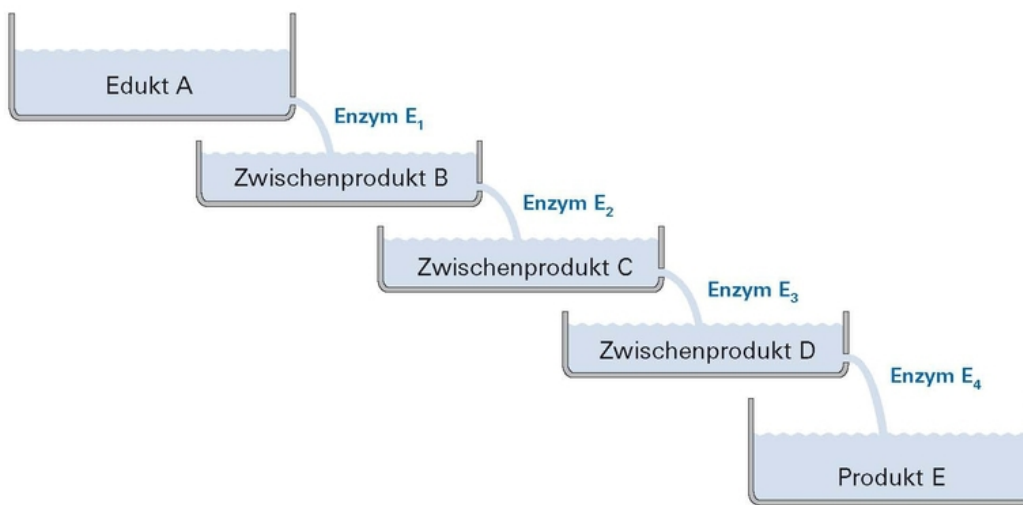 Edukt A
Enzym E₁
Zwischenprodukt B
Enzym E₂
Zwischenprodukt C
Enzym E₃
Zwischenprodukt D
Enzym E₄
Produkt E